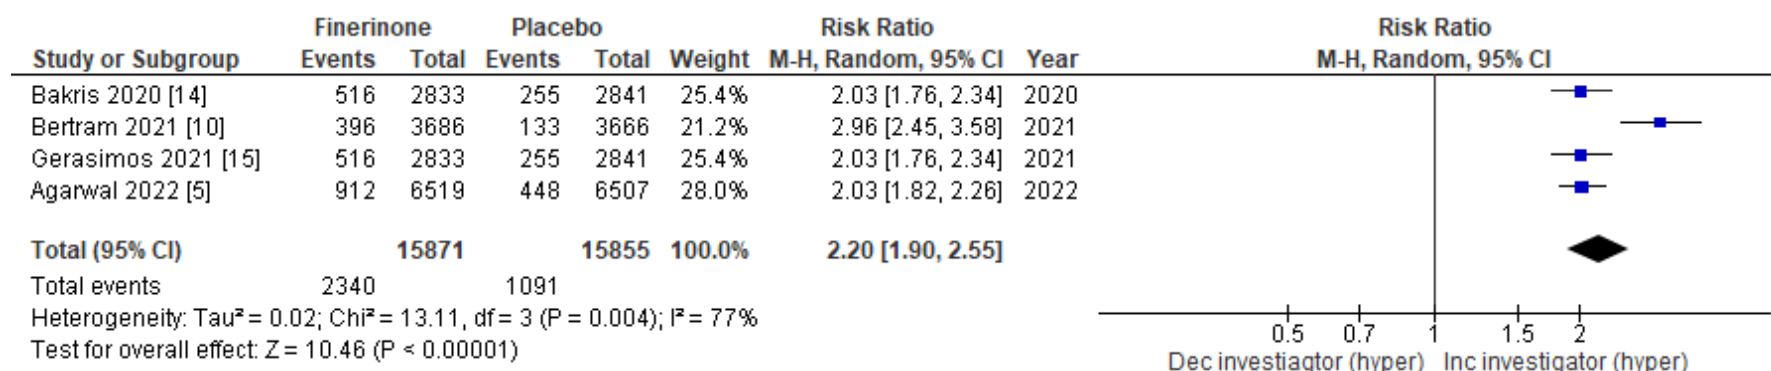 Finerinone Placebo Risk Ratio Risk Ratio
Study or Subgroup Events Total Events Total Weight M-H, Random, 95% CI Year M-H, Random, 95% CI
Bakris 2020 [14] 516 2833 255 2841 25.4% 2.03 [1.76, 2.34] 2020
Bertram 2021 [10] 396 3686 133 3666 21.2% 2.96 [2.45, 3.58] 2021
Gerasimos 2021 [15] 516 2833 255 2841 25.4% 2.03 [1.76, 2.34] 2021
Agarwal 2022 [5] 912 6519 448 6507 28.0% 2.03 [1.82, 2.26] 2022
Total (95% CI) 15871 15855 100.0% 2.20 [1.90, 2.55]
Total events 2340 1091
Heterogeneity: Tau² = 0.02; Chi² = 13.11, df = 3 (P = 0.004); I² = 77%
Test for overall effect: Z = 10.46 (P < 0.00001)
0.5 0.7 1 1.5 2
Dec investiagtor (hyper) Inc investigator (hyper)